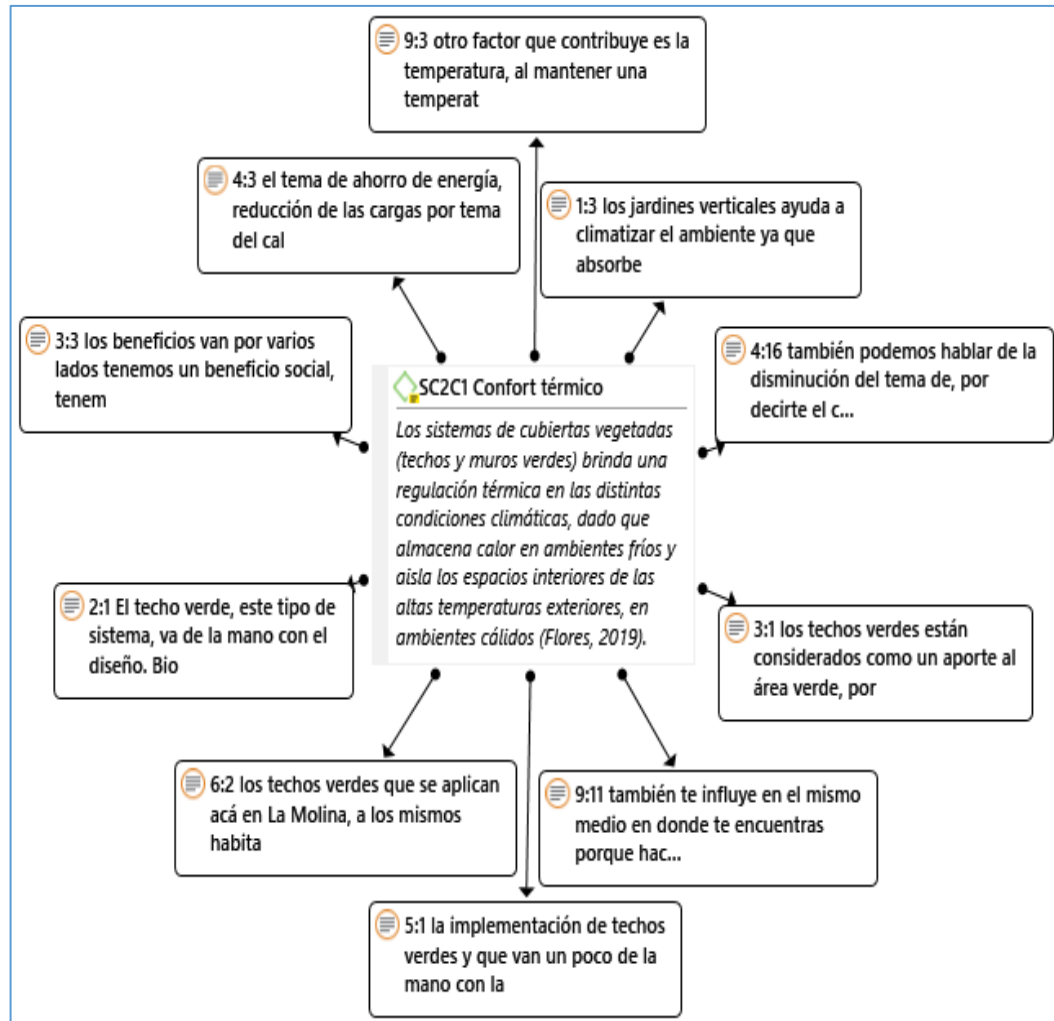 9:3 otro factor que contribuye es la
temperatura, al mantener una
temperat
4:3 el tema de ahorro de energía,
reducción de las cargas por tema
del cal
1:3 los jardines verticales ayuda a
climatizar el ambiente ya que
absorbe
3:3 los beneficios van por varios
lados tenemos un beneficio social,
tenem
4:16 también podemos hablar de la
disminución del tema de, por
decirte el c...
SC2C1 Confort térmico
Los sistemas de cubiertas vegetadas
(techos y muros verdes) brinda una
regulación térmica en las distintas
condiciones climáticas, dado que
almacena calor en ambientes fríos y
aisla los espacios interiores de las
altas temperaturas exteriores, en
ambientes cálidos (Flores, 2019).
2:1 El techo verde, este tipo de
sistema, va de la mano con el
diseño. Bio
3:1 los techos verdes están
considerados como un aporte al
área verde, por
6:2 los techos verdes que se aplican
acá en La Molina, a los mismos
habita
9:11 también te influye en el mismo
medio en donde te encuentras
porque hac...
5:1 la implementación de techos
verdes y que van un poco de la
mano con la